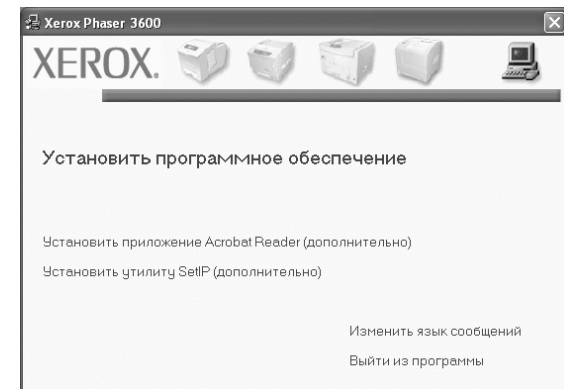 Xerox Phaser 3600
XEROX.
Установить программное обеспечение
Установить приложение Acrobat Reader (дополнительно)
Установить утилиту SetIP (дополнительно)
Изменить язык сообщений
Выйти из программы